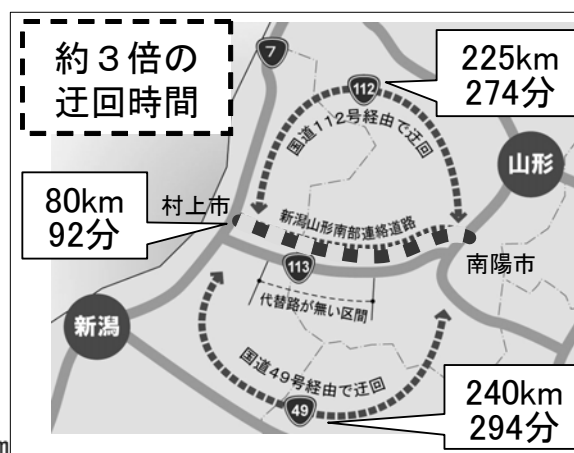 約３倍の
迂回時間
7
225km
274分
112
国道112号経由で迂回
山形
80km
92分
村上市
新潟山形南部連絡道路
南陽市
113
代替路が無い区間
新潟
国道49号経由で迂回
49
240km
294分
m